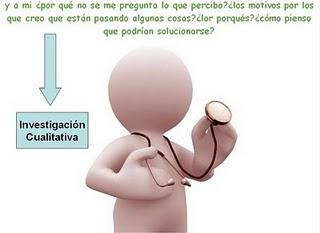 y a mi ¿por qué no se me pregunta lo que percibo?¿los motivos por los
que creo que están pasando algunas cosas?¿lor porqués?¿cómo pienso
que podrían solucionarse?
Investigación
Cualitativa